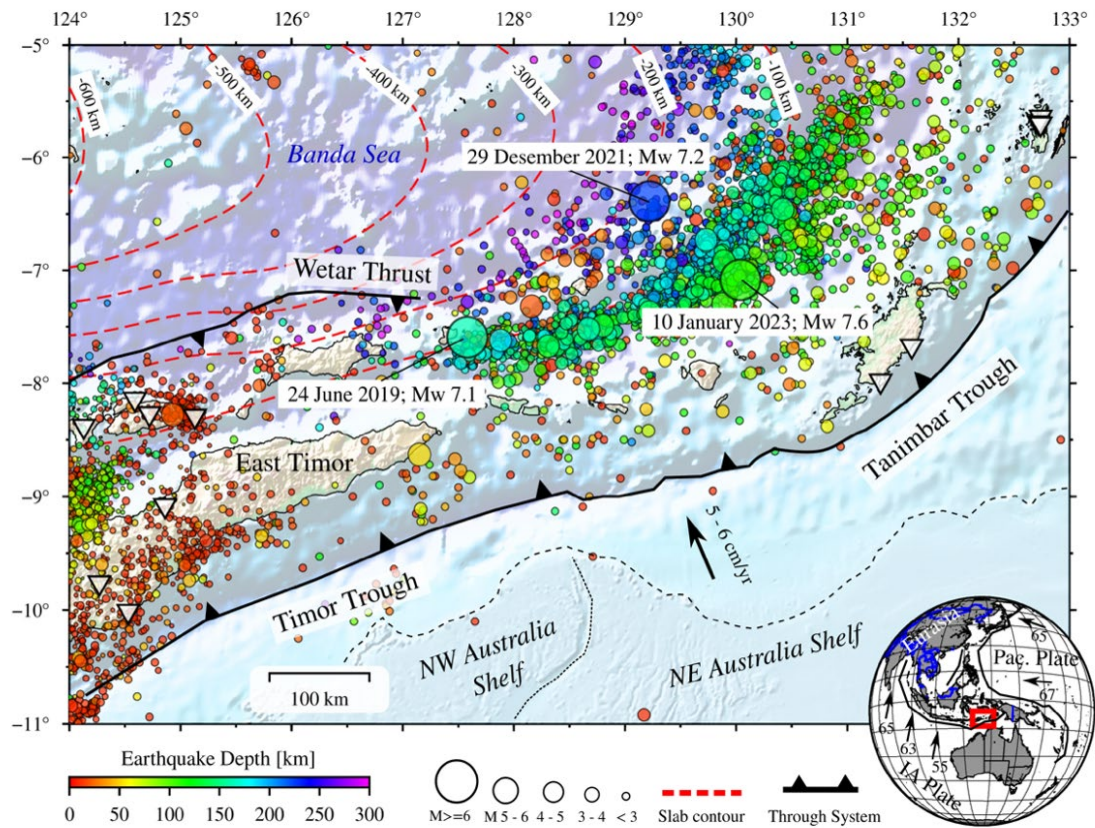 124° 125° 126° 127° 128° 129° 130° 131° 132° 133°
−5°
−6°
−7°
−8°
−9°
−10°
−11°
-600 km
-500 km
-400 km
-300 km
-200 km
-100 km
Banda Sea
29 Desember 2021; Mw 7.2
Wetar Thrust
10 January 2023; Mw 7.6
24 June 2019; Mw 7.1
East Timor
Tanimbar Trough
5 - 6 cm/yr
Timor Trough
NW Australia
Shelf
NE Australia Shelf
100 km
Eurasia
65
Pac. Plate
67
65
63
55
IA Plate
Earthquake Depth [km]
0 50 100 150 200 250 300
M>=6 M 5 - 6 4 - 5 3 - 4 < 3
Slab contour
Through System